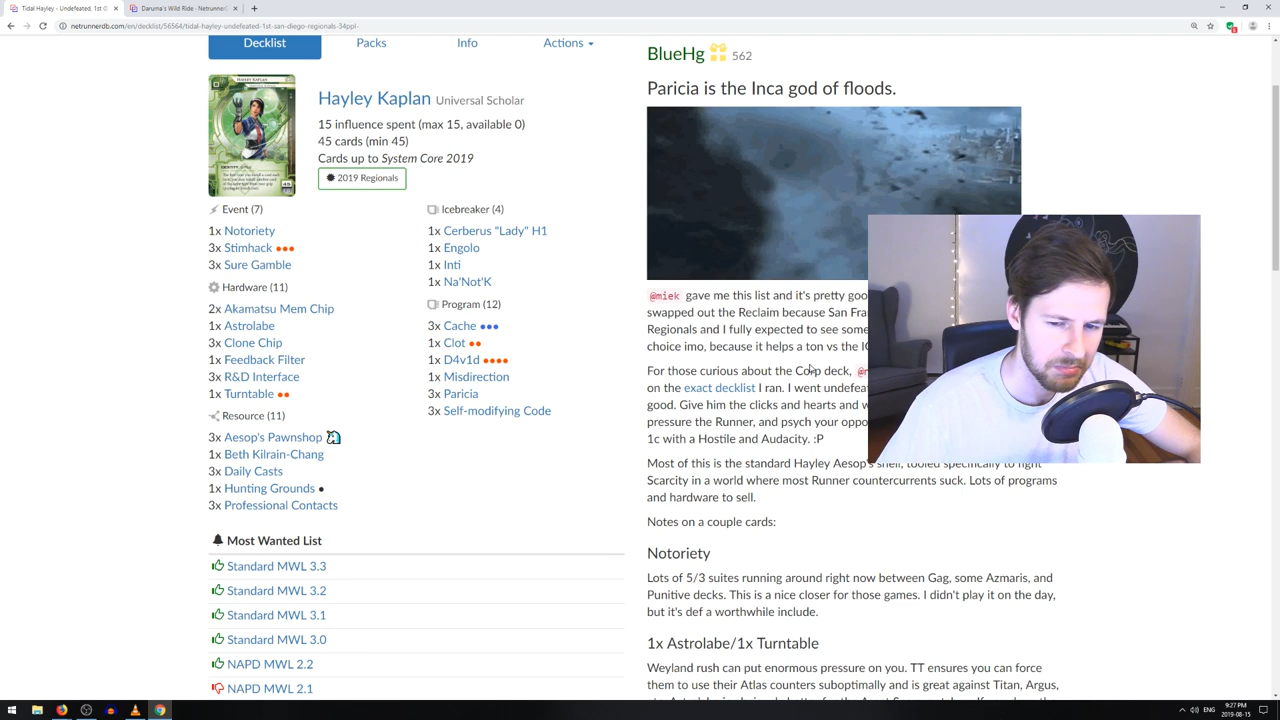 Tidal Hayley - Undefeated, 1st
Daruma's Wild Ride - Netrunner
netrunnerdb.com/en/decklist/56564/tidal-hayley-undefeated-1st-san-diego-regionals-34ppl-
Decklist
Packs
Info
Actions
BlueHg 562
Hayley Kaplan Universal Scholar
15 influence spent (max 15, available 0)
45 cards (min 45)
Cards up to System Core 2019
2019 Regionals
Event (7)
1x Notoriety
3x Stimhack
3x Sure Gamble
Hardware (11)
2x Akamatsu Mem Chip
1x Astrolabe
3x Clone Chip
1x Feedback Filter
3x R&D Interface
1x Turntable
Resource (11)
3x Aesop's Pawnshop
1x Beth Kilrain-Chang
3x Daily Casts
1x Hunting Grounds
3x Professional Contacts
Icebreaker (4)
1x Cerberus "Lady" H1
1x Engolo
1x Inti
1x Na'Not'K
Program (12)
3x Cache
1x Clot
1x D4v1d
1x Misdirection
3x Paricia
3x Self-modifying Code
Most Wanted List
Standard MWL 3.3
Standard MWL 3.2
Standard MWL 3.1
Standard MWL 3.0
NAPD MWL 2.2
NAPD MWL 2.1
Paricia is the Inca god of floods.
@miek gave me this list and it's pretty goo
swapped out the Reclaim because San Fra
Regionals and I fully expected to see some
choice imo, because it helps a ton vs the I
For those curious about the Corp deck,
on the exact decklist I ran. I went undefea
good. Give him the clicks and hearts and w
pressure the Runner, and psych your oppo
1c with a Hostile and Audacity. :P
Most of this is the standard Hayley Aesop's shell, tooled specifically to fight
Scarcity in a world where most Runner countercurrents suck. Lots of programs
and hardware to sell.
Notes on a couple cards:
Notoriety
Lots of 5/3 suites running around right now between Gag, some Azmaris, and
Punitive decks. This is a nice closer for those games. I didn't play it on the day,
but it's def a worthwhile include.
1x Astrolabe/1x Turntable
Weyland rush can put enormous pressure on you. TT ensures you can force
them to use their Atlas counters suboptimally and is great against Titan, Argus,
ENG
9:27 PM
2019-08-15